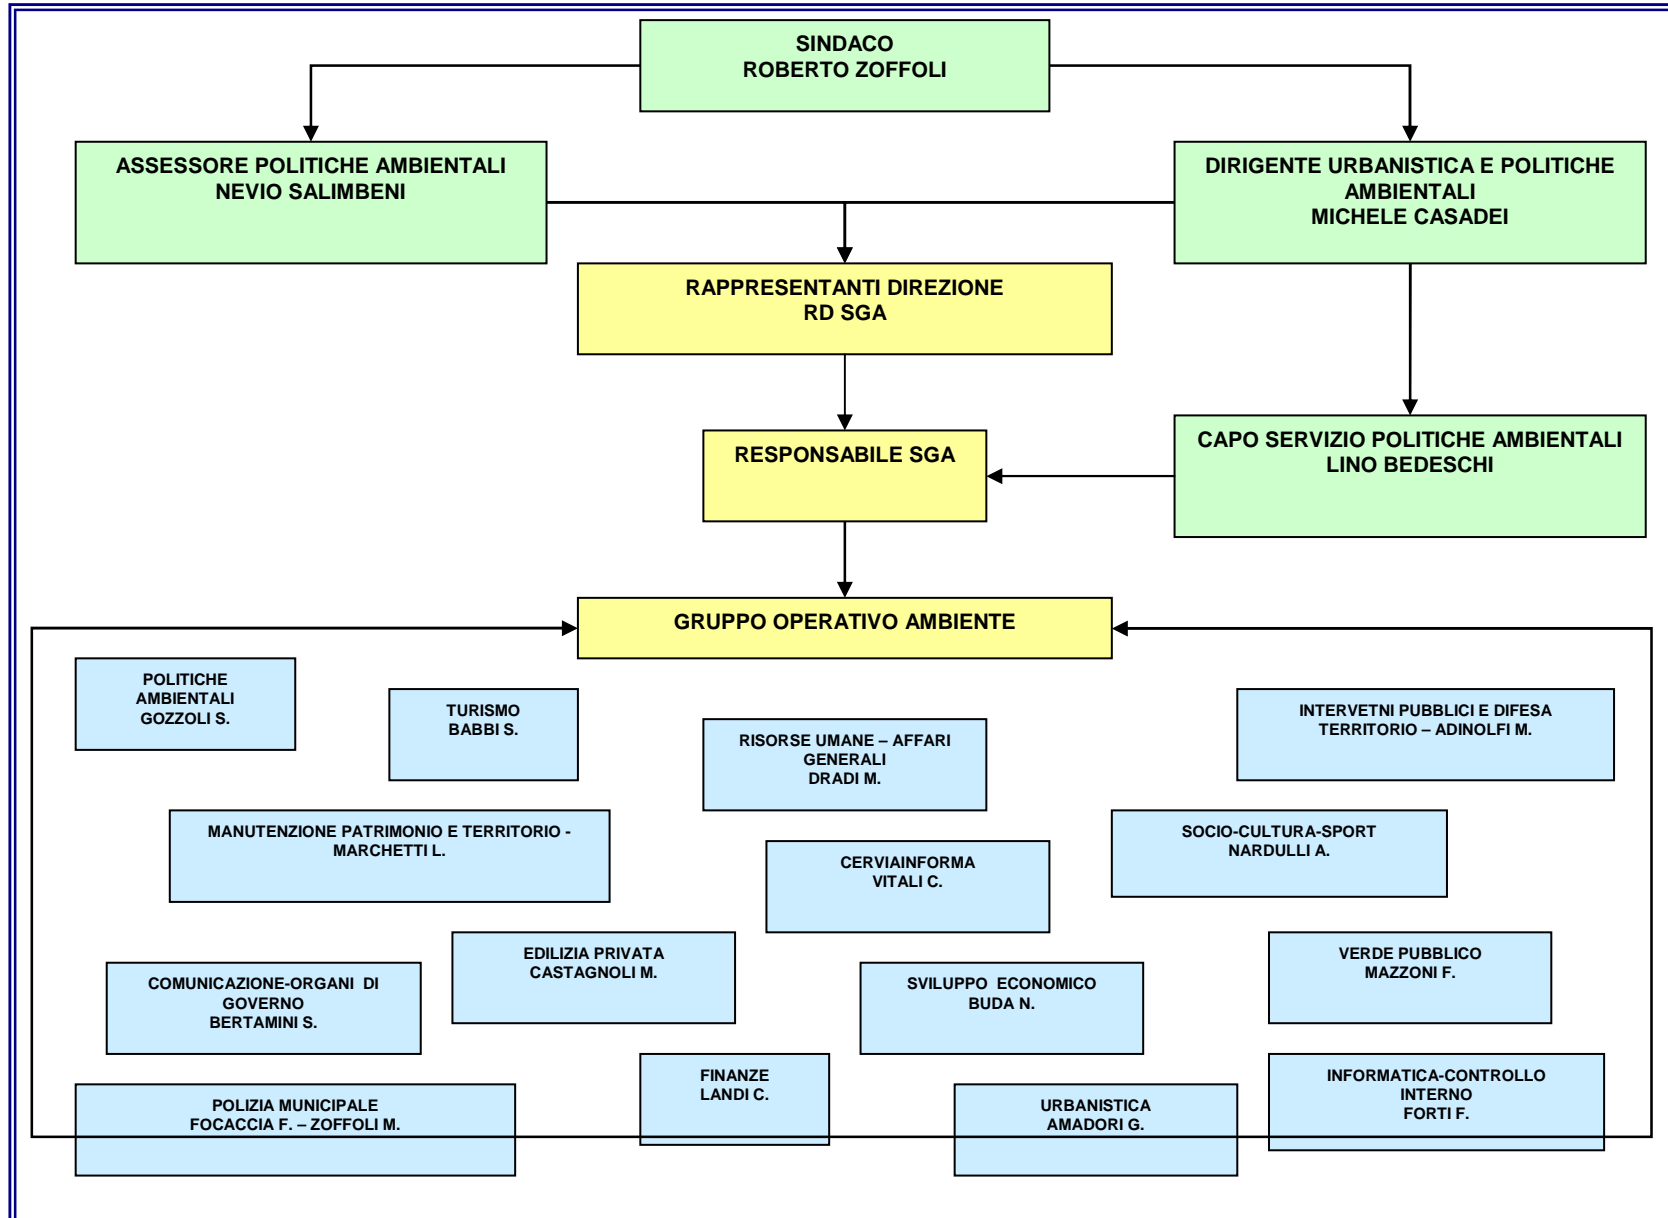 SINDACO
ROBERTO ZOFFOLI
ASSESSORE POLITICHE AMBIENTALI
NEVIO SALIMBENI
DIRIGENTE URBANISTICA E POLITICHE
AMBIENTALI
MICHELE CASADEI
RAPPRESENTANTI DIREZIONE
RD SGA
RESPONSABILE SGA
CAPO SERVIZIO POLITICHE AMBIENTALI
LINO BEDESCHI
GRUPPO OPERATIVO AMBIENTE
POLITICHE
AMBIENTALI
GOZZOLI S.
TURISMO
BABBI S.
RISORSE UMANE – AFFARI
GENERALI
DRADI M.
INTERVETNI PUBBLICI E DIFESA
TERRITORIO – ADINOLFI M.
MANUTENZIONE PATRIMONIO E TERRITORIO -
MARCHETTI L.
CERVIAINFORMA
VITALI C.
SOCIO-CULTURA-SPORT
NARDULLI A.
COMUNICAZIONE-ORGANI DI
GOVERNO
BERTAMINI S.
EDILIZIA PRIVATA
CASTAGNOLI M.
SVILUPPO ECONOMICO
BUDA N.
VERDE PUBBLICO
MAZZONI F.
POLIZIA MUNICIPALE
FOCACCIA F. – ZOFFOLI M.
FINANZE
LANDI C.
URBANISTICA
AMADORI G.
INFORMATICA-CONTROLLO
INTERNO
FORTI F.